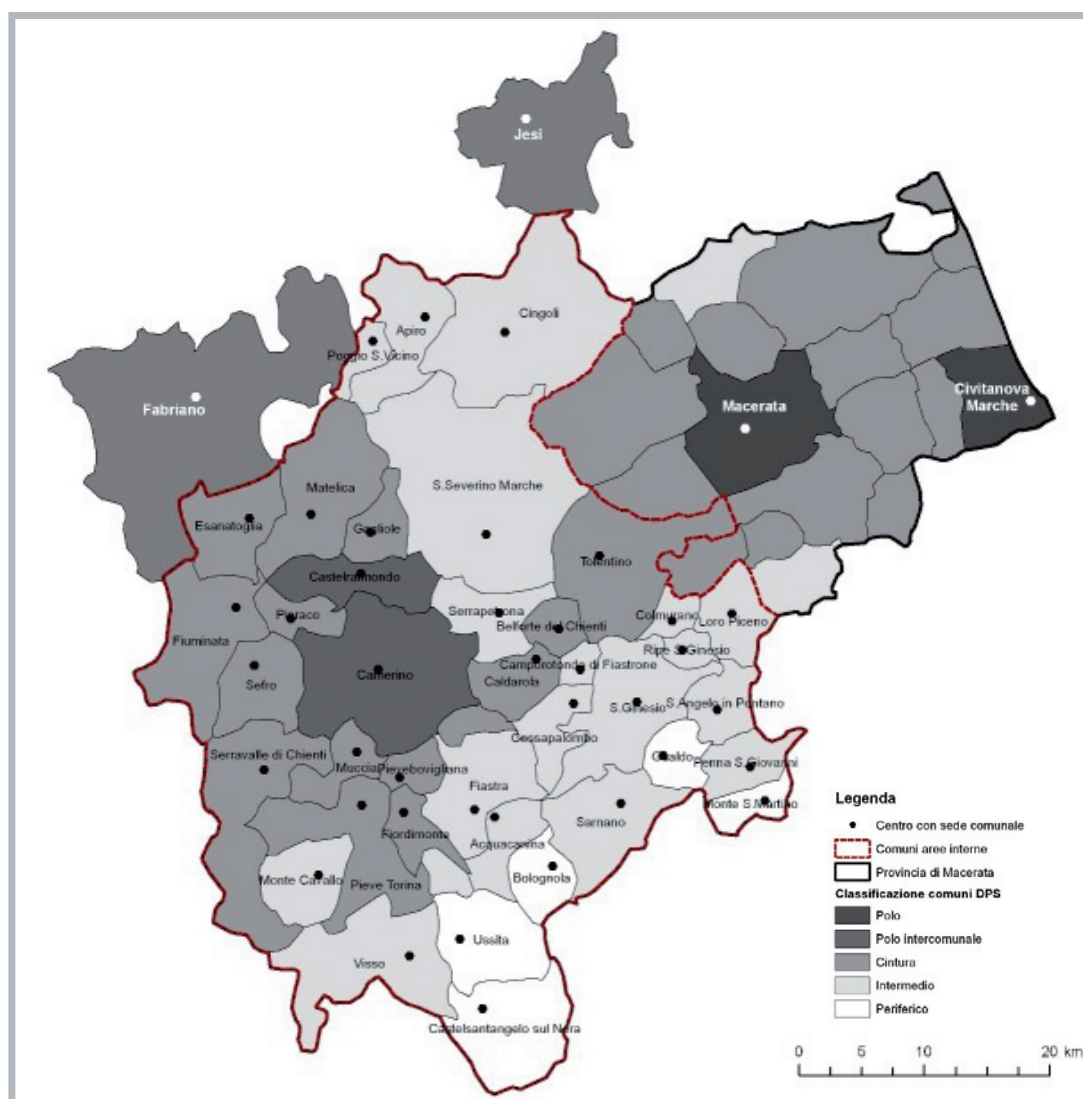 Jesi
Cingoli
Apiro
Poggio S.Vicino
Fabriano
Macerata
Civitanova
Marche
S.Severino Marche
Matelica
Esanatoglia
Gagliole
Castelraimondo
Tolentino
Serrapetrona
Belforte del Chienti
Colmurano
Loro Piceno
Pioraco
Fiuminata
Ripe S.Ginesio
Camporotondo di Fiastrone
Camerino
Caldarola
Sefro
S.Ginesio
S.Angelo in Pontano
Cessapalombo
Serravalle di Chienti
Muccia
Pievebovigliana
Gualdo
Penna S.Giovanni
Fiastra
Monte S.Martino
Sarnano
Fiordimonte
Acquacanina
Monte Cavallo
Pieve Torina
Bolognola
Ussita
Visso
Castelsantangelo sul Nera
Legenda
Centro con sede comunale
Comuni aree interne
Provincia di Macerata
Classificazione comuni DPS
Polo
Polo intercomunale
Cintura
Intermedio
Periferico
0 5 10 20 km